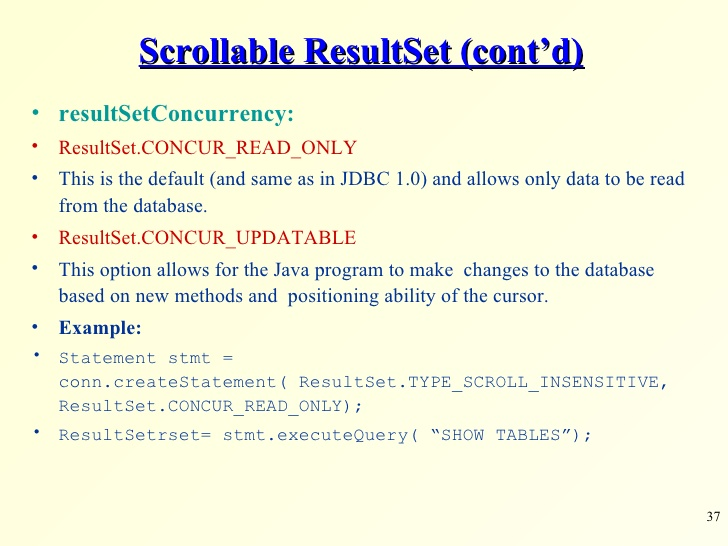 Scrollable ResultSet (cont’d)
• resultSetConcurrency:
• ResultSet.CONCUR_READ_ONLY
• This is the default (and same as in JDBC 1.0) and allows only data to be read
from the database.
• ResultSet.CONCUR_UPDATABLE
• This option allows for the Java program to make  changes to the database
based on new methods and  positioning ability of the cursor.
• Example:
• Statement stmt =
conn.createStatement( ResultSet.TYPE_SCROLL_INSENSITIVE,
ResultSet.CONCUR_READ_ONLY);
• ResultSetrset= stmt.executeQuery( “SHOW TABLES”);
37